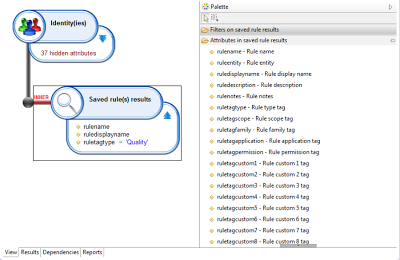 Identity(ies)
37 hidden attributes
INNER
Saved rule(s) results
rulename
ruledisplayname
ruletagtype = 'Quality'
View Results Dependencies Reports
Palette
Filters on saved rule results
Attributes in saved rule results
rulename - Rule name
ruleentity - Rule entity
ruledisplayname - Rule display name
ruledescription - Rule description
rulenotes - Rule notes
ruletagtype - Rule type tag
ruletagscope - Rule scope tag
ruletagfamily - Rule family tag
ruletagapplication - Rule application tag
ruletagpermission - Rule permission tag
ruletagcustom1 - Rule custom 1 tag
ruletagcustom2 - Rule custom 2 tag
ruletagcustom3 - Rule custom 3 tag
ruletagcustom4 - Rule custom 4 tag
ruletagcustom5 - Rule custom 5 tag
ruletagcustom6 - Rule custom 6 tag
ruletagcustom7 - Rule custom 7 tag
ruletagcustom8 - Rule custom 8 tag